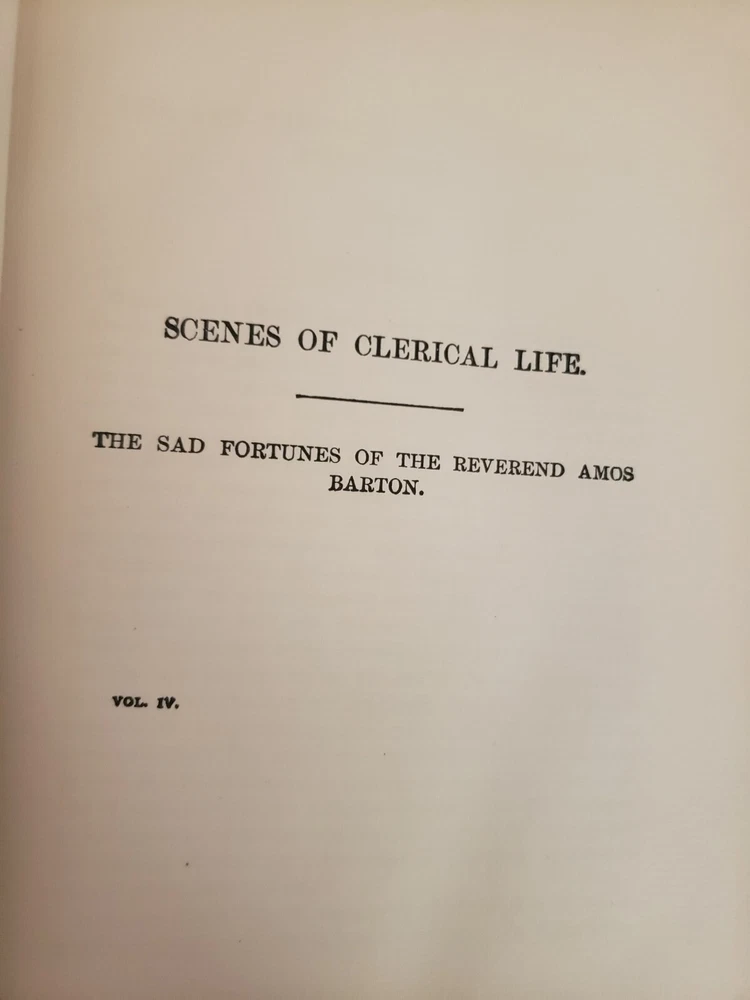 SCENES OF CLERICAL LIFE.
THE SAD FORTUNES OF THE REVEREND AMOS
BARTON.
VOL. IV.